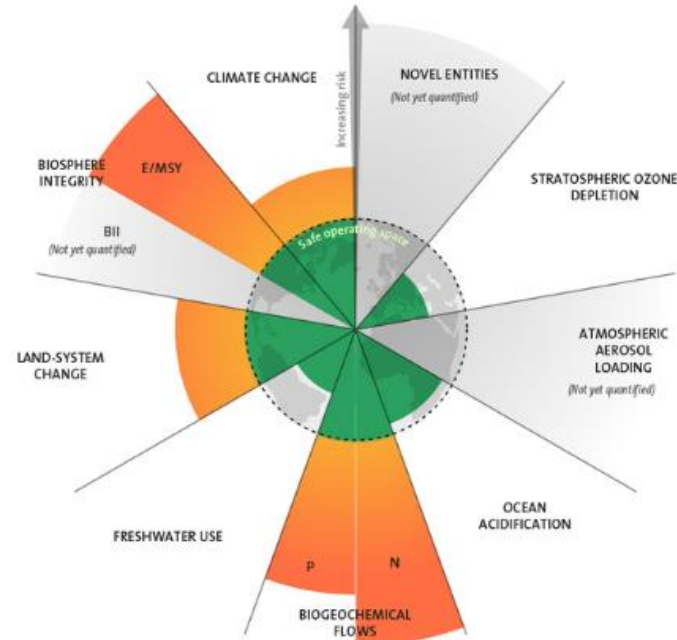 CLIMATE CHANGE
Increasing risk
NOVEL ENTITIES
(Not yet quantified)
STRATOSPHERIC OZONE
DEPLETION
BIOSPHERE
INTEGRITY
E/MSY
BII
(Not yet quantified)
Safe operating space
ATMOSPHERIC
AEROSOL
LOADING
(Not yet quantified)
LAND-SYSTEM
CHANGE
OCEAN
ACIDIFICATION
FRESHWATER USE
P
N
BIOGEOCHEMICAL
FLOWS